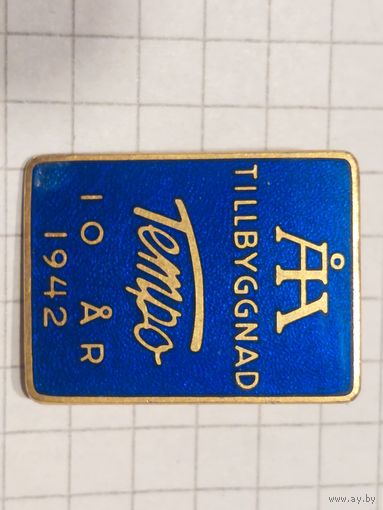 ÅH
TILLBYGGNAD
Tempo
10 ÅR
1942
www.ay.by